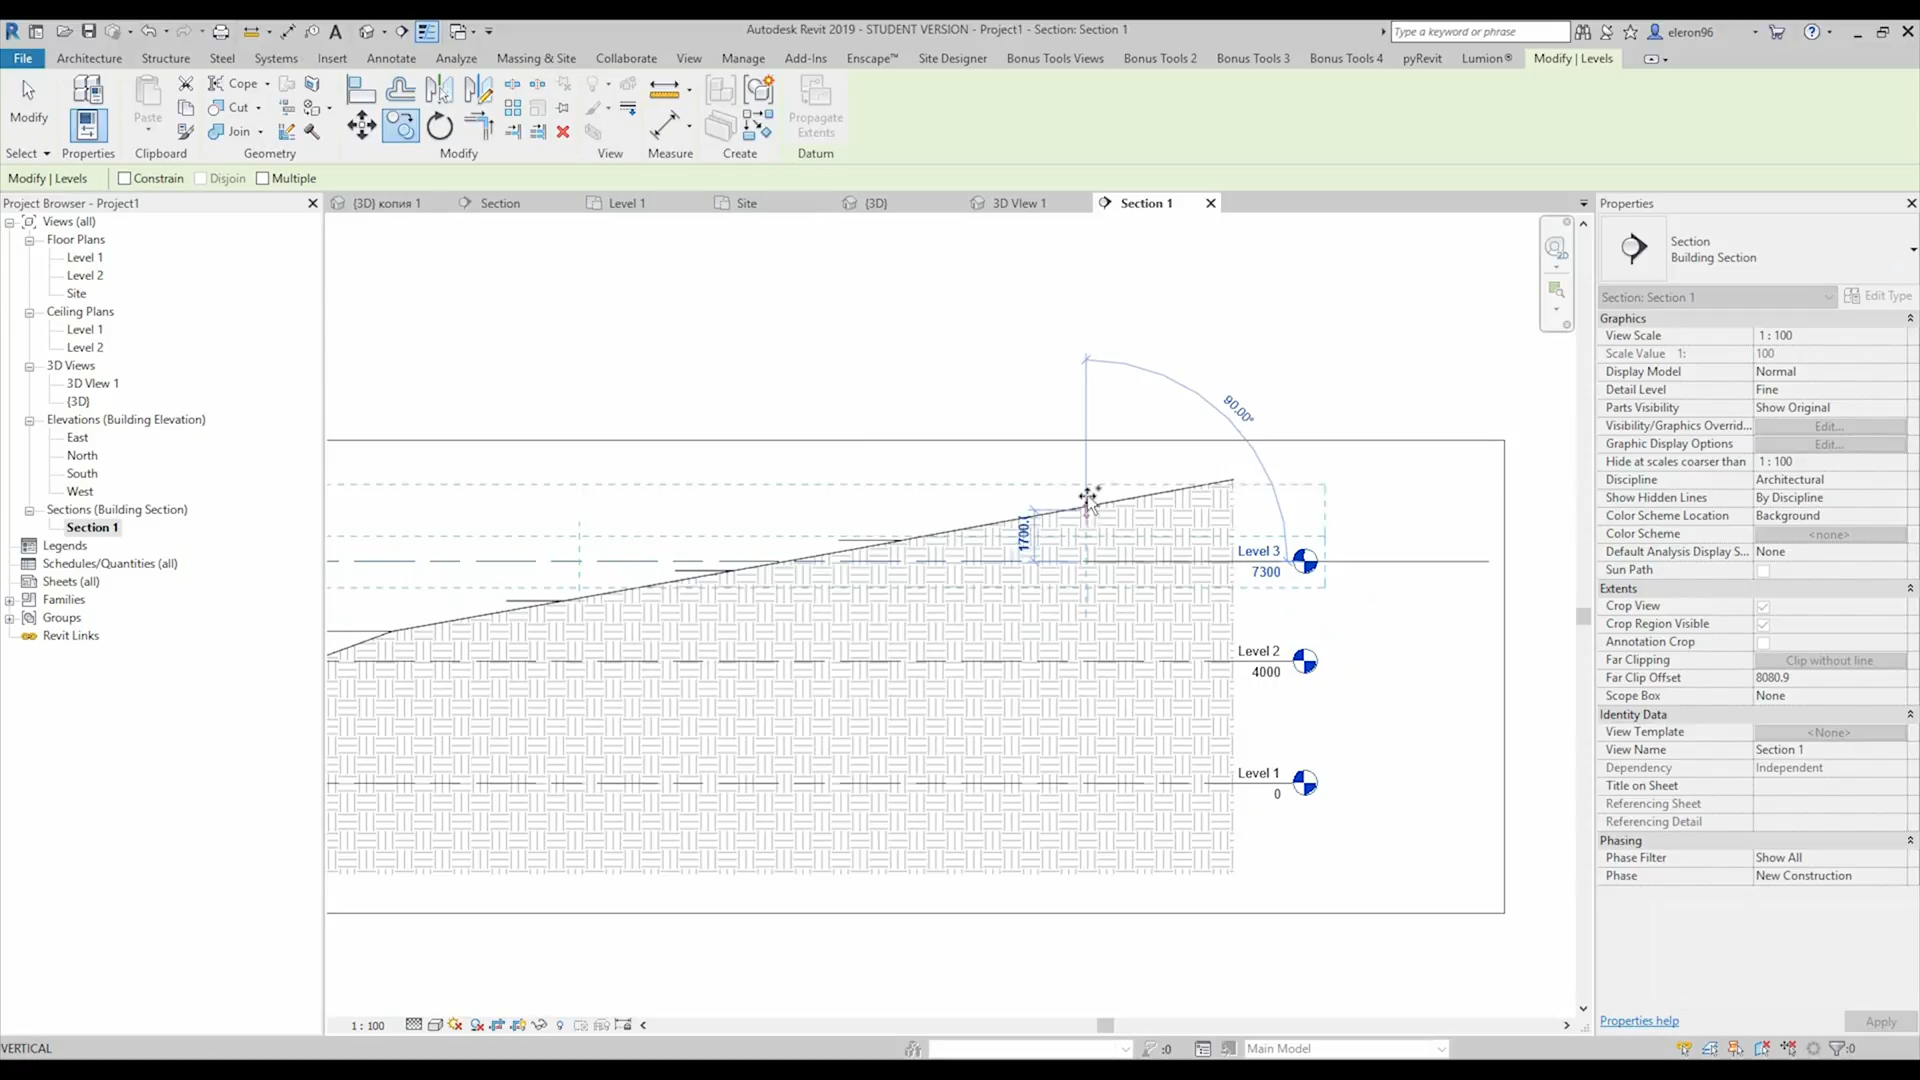 Autodesk Revit 2019 - STUDENT VERSION - Project1 - Section: Section 1
Type a keyword or phrase
eleron96
File
Architecture
Structure
Steel
Systems
Insert
Annotate
Analyze
Massing & Site
Collaborate
View
Manage
Add-Ins
Enscape™
Site Designer
Bonus Tools Views
Bonus Tools 2
Bonus Tools 3
Bonus Tools 4
pyRevit
Lumion®
Modify | Levels
Modify
Paste
Cope
Cut
Join
Propagate
Extents
Select
Properties
Clipboard
Geometry
Modify
View
Measure
Create
Datum
Modify | Levels
Constrain
Disjoin
Multiple
Project Browser - Project1
Views (all)
Floor Plans
Level 1
Level 2
Site
Ceiling Plans
Level 1
Level 2
3D Views
3D VIew 1
{3D}
Elevations (Building Elevation)
East
North
South
West
Sections (Building Section)
Section 1
Legends
Schedules/Quantities (all)
Sheets (all)
Families
Groups
Revit Links
{3D} копия 1
Section
Level 1
Site
{3D}
3D VIew 1
Section 1
90.00°
Level 3
7300
Level 2
4000
Level 1
0
Properties
Section
Building Section
Section: Section 1
Edit Type
Graphics
View Scale 1 : 100
Scale Value 1: 100
Display Model Normal
Detail Level Fine
Parts Visibility Show Original
Visibility/Graphics Overrid... Edit...
Graphic Display Options Edit...
Hide at scales coarser than 1 : 100
Discipline Architectural
Show Hidden Lines By Discipline
Color Scheme Location Background
Color Scheme <none>
Default Analysis Display S... None
Sun Path
Extents
Crop View
Crop Region Visible
Annotation Crop
Far Clipping Clip without line
Far Clip Offset 8080.9
Scope Box None
Identity Data
View Template <None>
View Name Section 1
Dependency Independent
Title on Sheet
Referencing Sheet
Referencing Detail
Phasing
Phase Filter Show All
Phase New Construction
Properties help
Apply
1 : 100
VERTICAL
:0
Main Model
:0